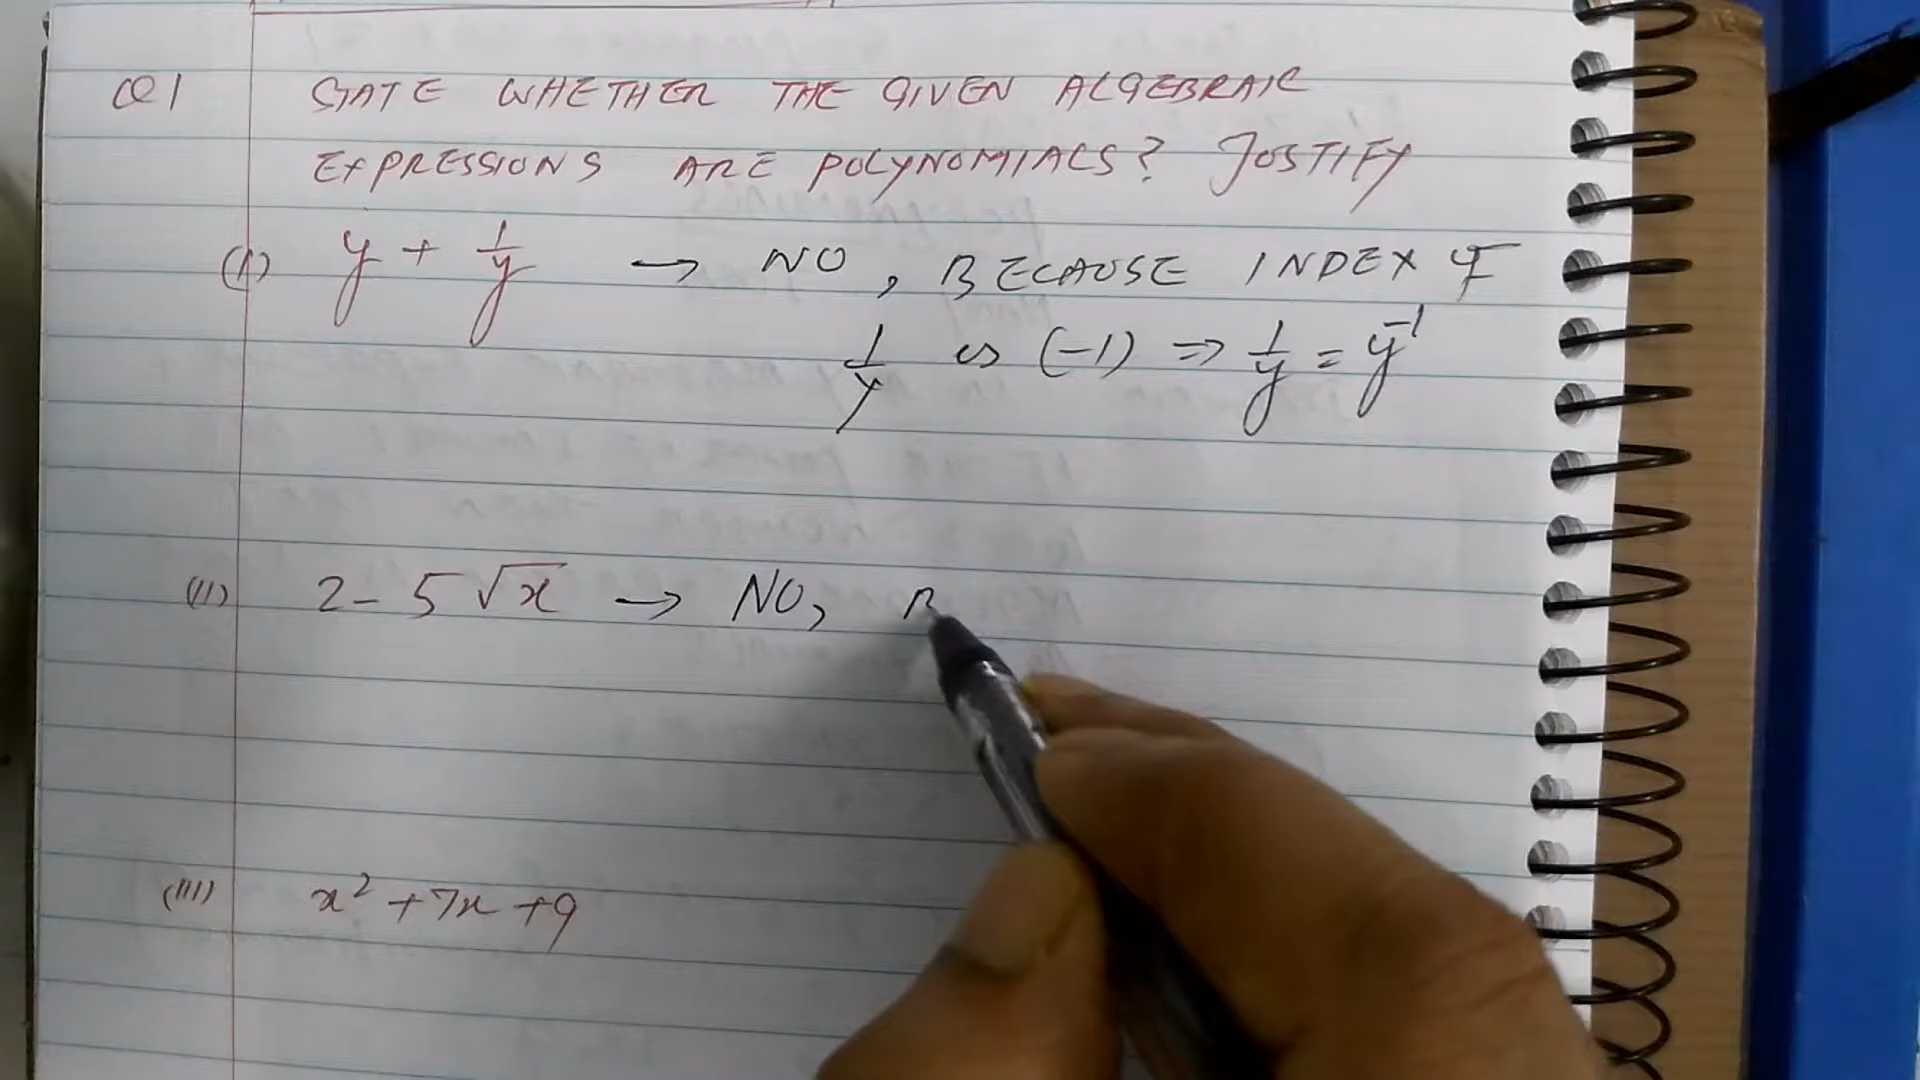 Q1 STATE WHETHER THE GIVEN ALGEBRAIC
EXPRESSIONS ARE POLYNOMIALS? JUSTIFY
(I) y + 1/y → NO, BECAUSE INDEX OF
1/y is (-1) ⇒ 1/y = y⁻¹
(II) 2 - 5√x → NO, B
(III) x² + 7x + 9